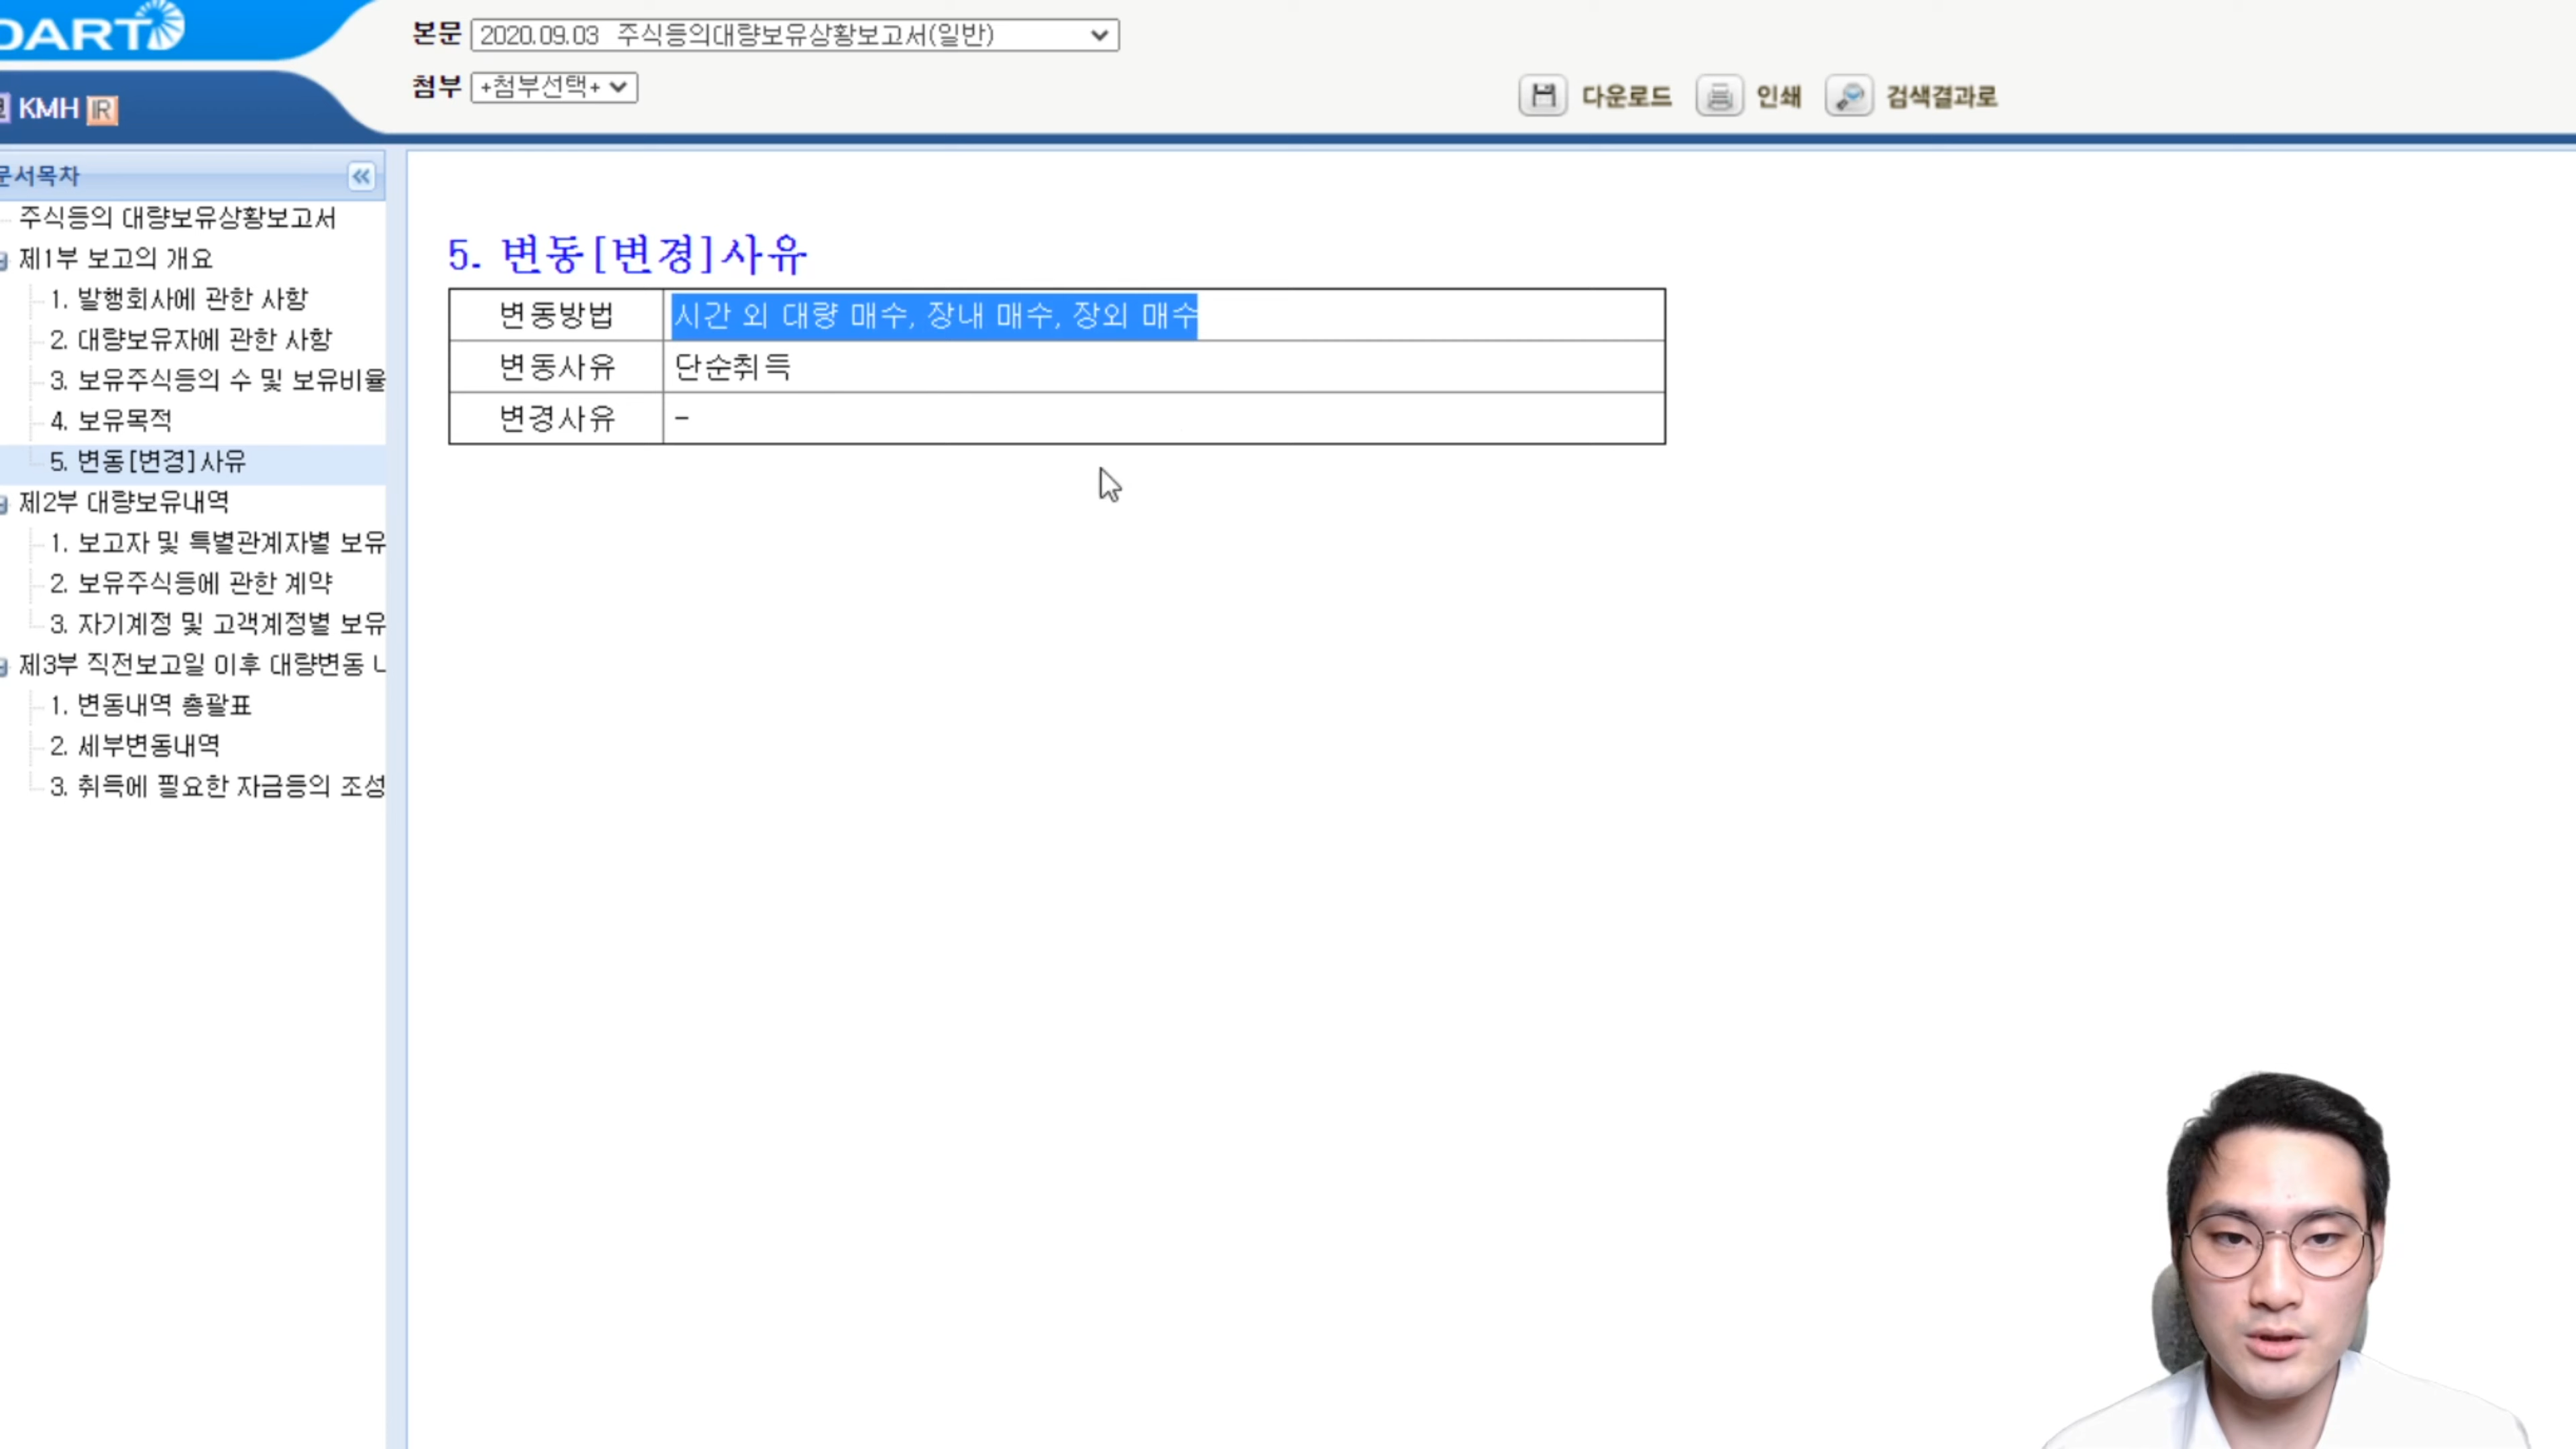 DART
본문 2020.09.03 주식등의대량보유상황보고서(일반)
첨부 +첨부선택+
다운로드 인쇄 검색결과로
KMH IR
문서목차
주식등의 대량보유상황보고서
제1부 보고의 개요
1. 발행회사에 관한 사항
2. 대량보유자에 관한 사항
3. 보유주식등의 수 및 보유비율
4. 보유목적
5. 변동[변경]사유
제2부 대량보유내역
1. 보고자 및 특별관계자별 보유
2. 보유주식등에 관한 계약
3. 자기계정 및 고객계정별 보유
제3부 직전보고일 이후 대량변동 ㄴ
1. 변동내역 총괄표
2. 세부변동내역
3. 취득에 필요한 자금등의 조성
5. 변동[변경]사유
변동방법 시간 외 대량 매수, 장내 매수, 장외 매수
변동사유 단순취득
변경사유 -